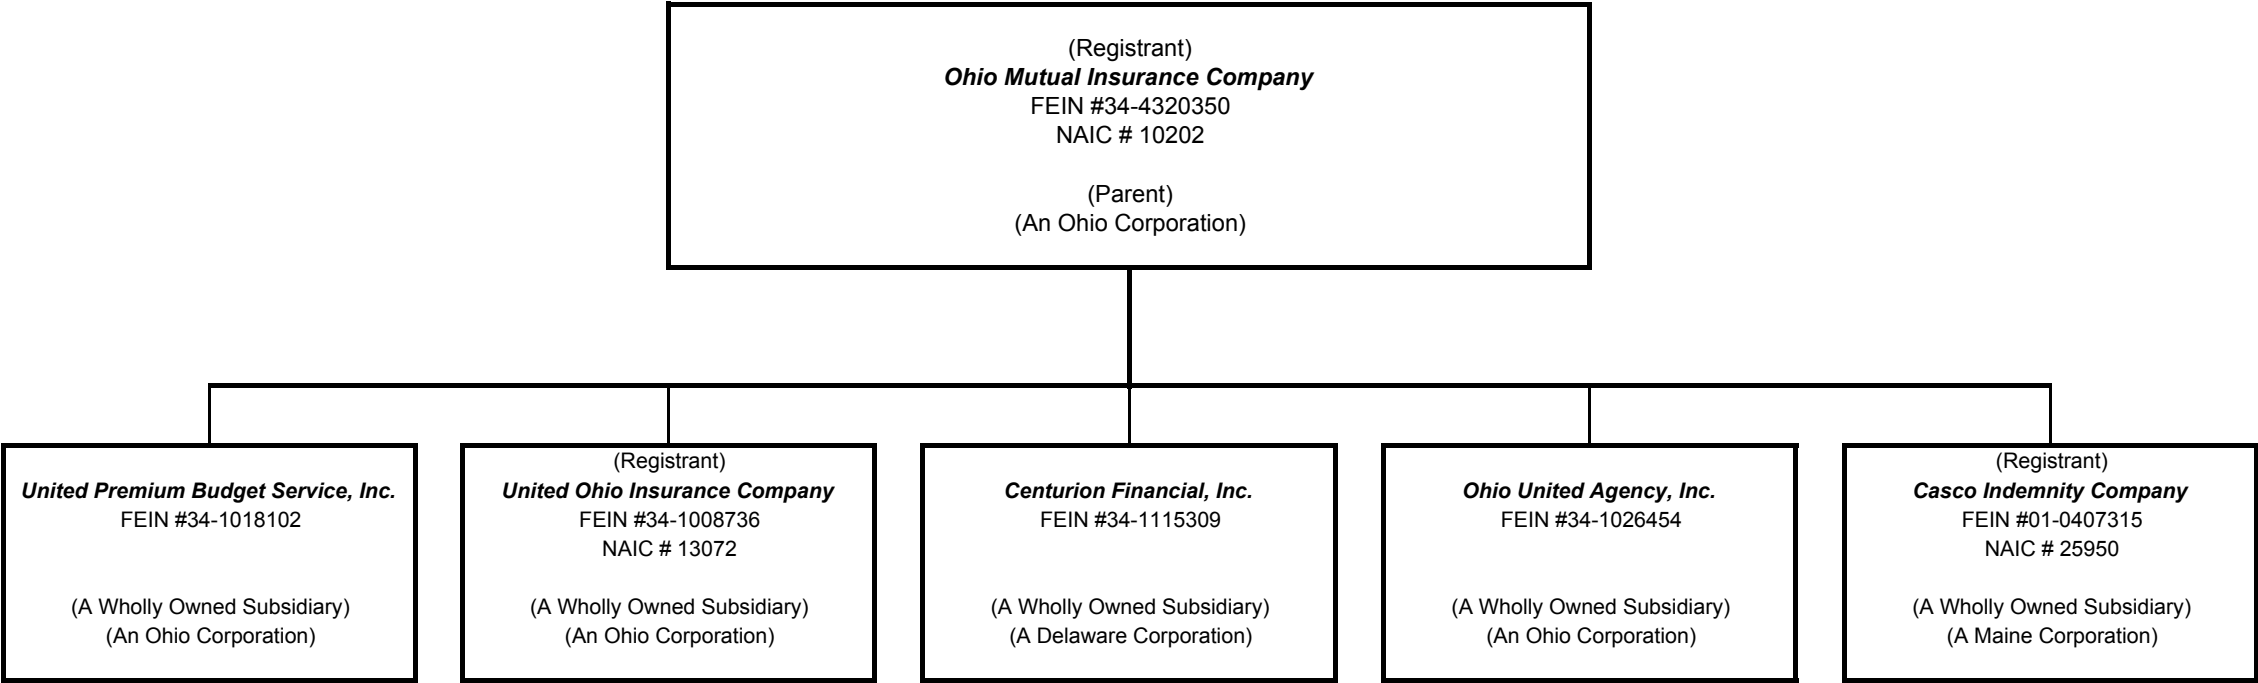 (Registrant)
Ohio Mutual Insurance Company
FEIN #34-4320350
NAIC # 10202
(Parent)
(An Ohio Corporation)
United Premium Budget Service, Inc.
FEIN #34-1018102
(A Wholly Owned Subsidiary)
(An Ohio Corporation)
(Registrant)
United Ohio Insurance Company
FEIN #34-1008736
NAIC # 13072
(A Wholly Owned Subsidiary)
(An Ohio Corporation)
Centurion Financial, Inc.
FEIN #34-1115309
(A Wholly Owned Subsidiary)
(A Delaware Corporation)
Ohio United Agency, Inc.
FEIN #34-1026454
(A Wholly Owned Subsidiary)
(An Ohio Corporation)
(Registrant)
Casco Indemnity Company
FEIN #01-0407315
NAIC # 25950
(A Wholly Owned Subsidiary)
(A Maine Corporation)